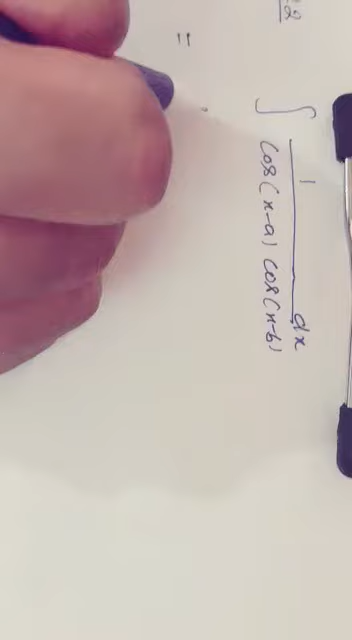 ∫ 1 / cos(x-a) cos(x-b) dx
=